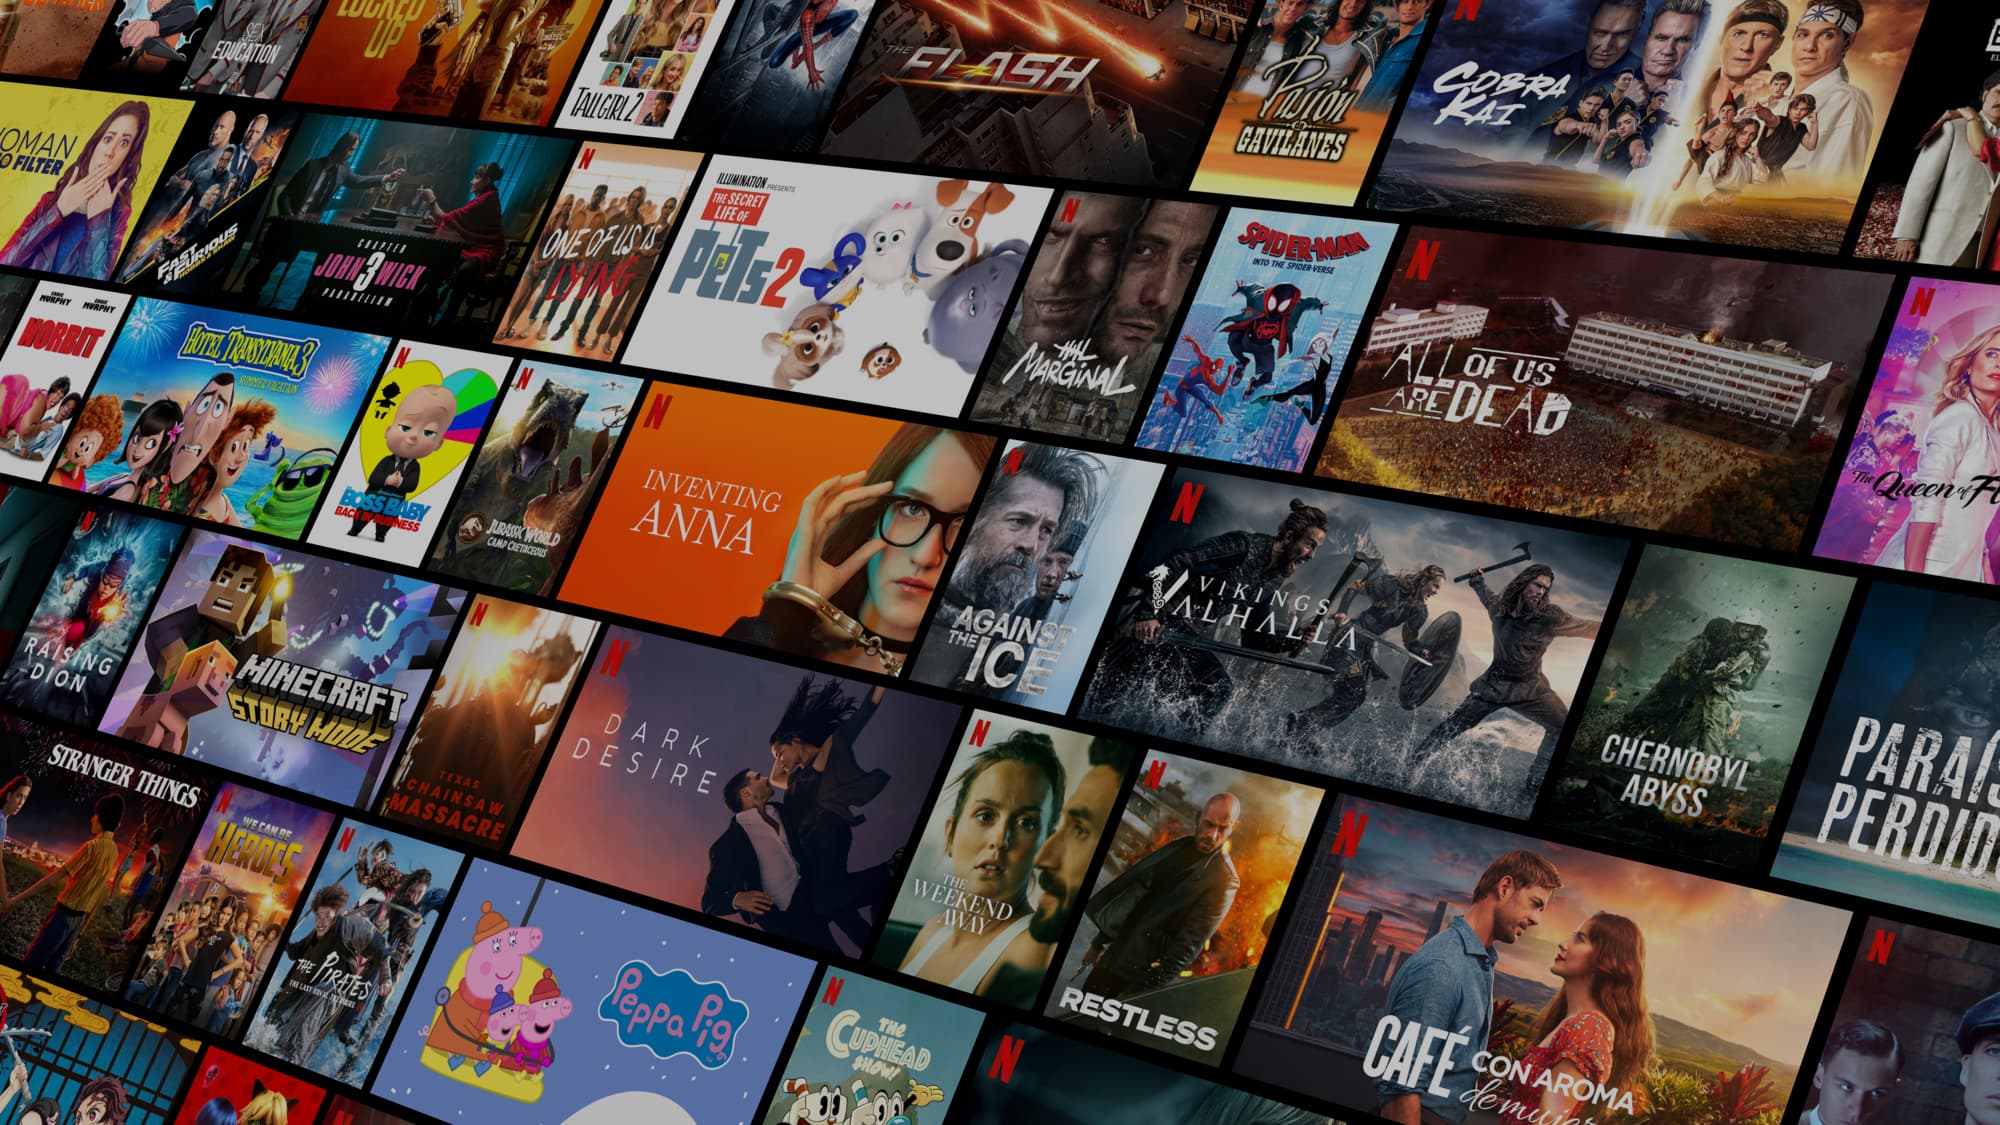 LOCKED
UP
SEX
EDUCATION
TALL GIRL 2
THE
FLASH
Pasión
de
GAVILANES
N
COBRA
KAI
WOMAN
FILTER
FAST
& FURIOUS
HOBBS & SHOW
CHAPTER
JOHN 3 WICK
PARABELLUM
N
ONE OF US IS
LYING
ILLUMINATION PRESENTS
THE SECRET
LIFE OF
PETS 2
N
AMAL
MARGINAL
SPIDER-MAN
INTO THE SPIDER-VERSE
N
ALL OF US
ARE DEAD
N
The Queen of
EDDIE
MURPHY
EDDIE
MURPHY
NORBIT
HOTEL TRANSYLVANIA 3
SUMMER VACATION
N
BOSS BABY
BACK IN BUSINESS
N
JURASSIC WORLD
CAMP CRETACEOUS
N
INVENTING
ANNA
N
AGAINST
THE
ICE
N
VIKINGS
VALHALLA
CHERNOBYL
ABYSS
N
RAISING
DION
MINECRAFT
STORY MODE
N
TEXAS
CHAINSAW
MASSACRE
N
DARK
DESIRE
N
THE
WEEKEND
AWAY
N
RESTLESS
N
CAFÉ CON AROMA
de mujer
STRANGER THINGS
N
WE CAN BE
HEROES
N
THE PIRATES
THE LAST ROYAL TREASURE
Peppa Pig
N
THE
CUPHEAD
SHOW!
N
N